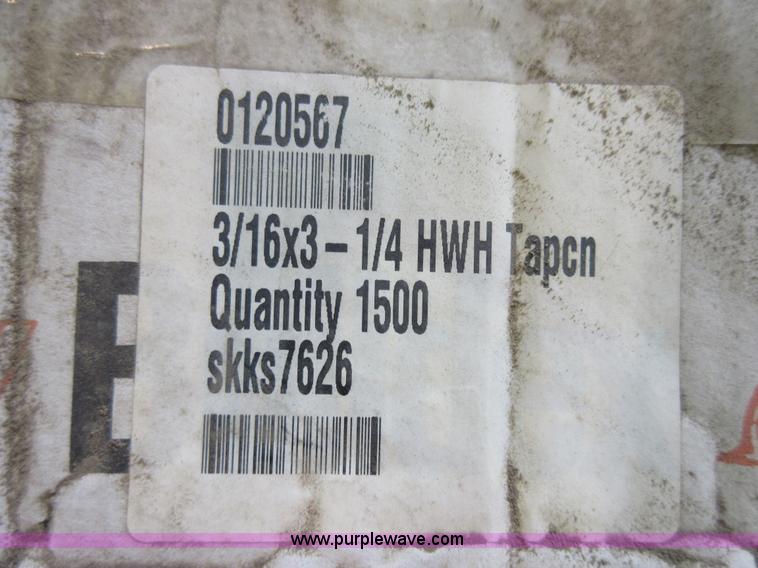 0120567
3/16x3-1/4 HWH Tapcn
Quantity 1500
skks7626
E
www.purplewave.com